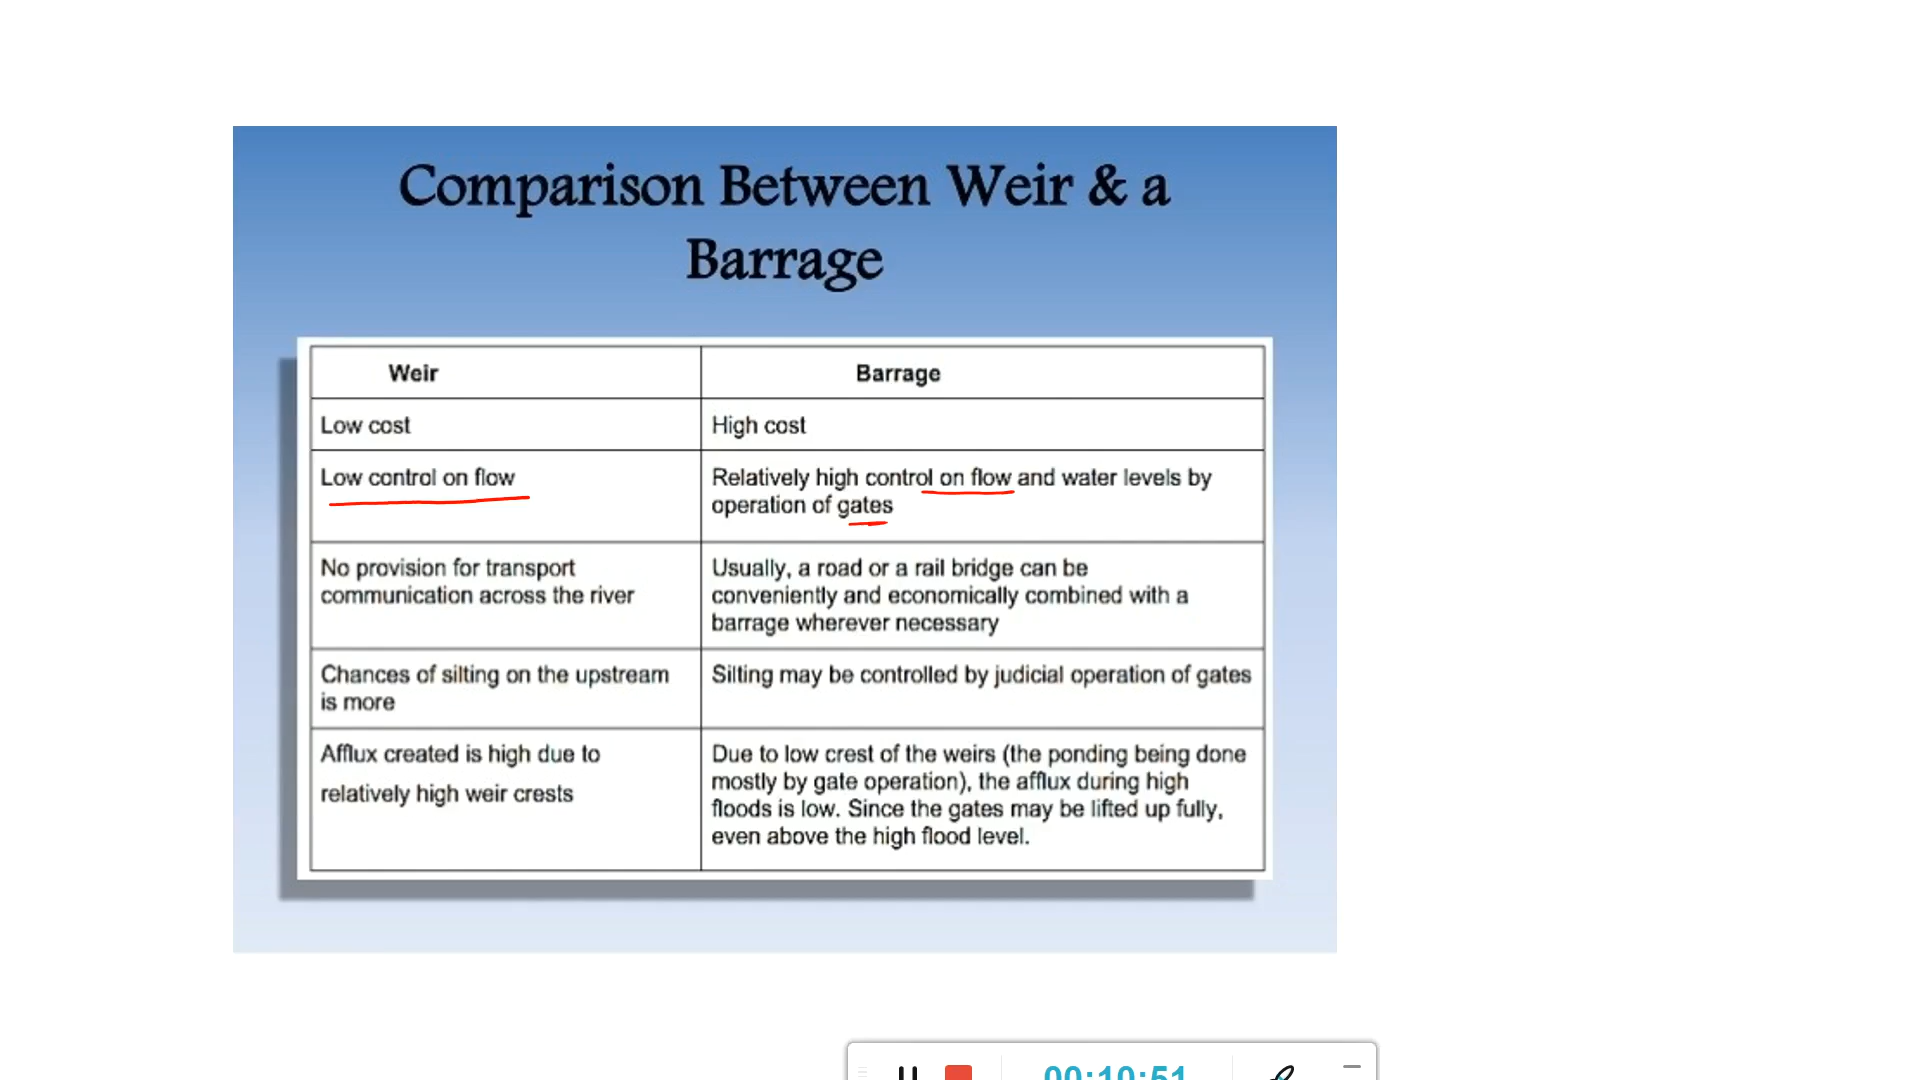 Comparison Between Weir & a
Barrage
Weir
Barrage
Low cost
High cost
Low control on flow
Relatively high control on flow and water levels by
operation of gates
No provision for transport
communication across the river
Usually, a road or a rail bridge can be
conveniently and economically combined with a
barrage wherever necessary
Chances of silting on the upstream
is more
Silting may be controlled by judicial operation of gates
Afflux created is high due to
relatively high weir crests
Due to low crest of the weirs (the ponding being done
mostly by gate operation), the afflux during high
floods is low. Since the gates may be lifted up fully,
even above the high flood level.
00:10:51